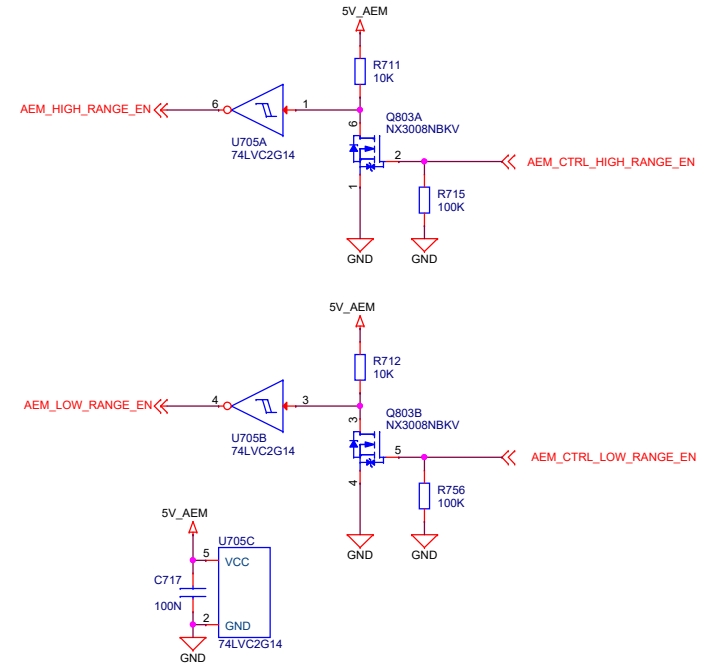 5V_AEM
R711
10K
AEM_HIGH_RANGE_EN
6
1
U705A
74LVC2G14
6
Q803A
NX3008NBKV
2
AEM_CTRL_HIGH_RANGE_EN
1
R715
100K
GND
GND
5V_AEM
R712
10K
AEM_LOW_RANGE_EN
4
3
U705B
74LVC2G14
3
Q803B
NX3008NBKV
5
AEM_CTRL_LOW_RANGE_EN
4
R756
100K
GND
GND
5V_AEM
U705C
5
VCC
C717
100N
2
GND
74LVC2G14
GND